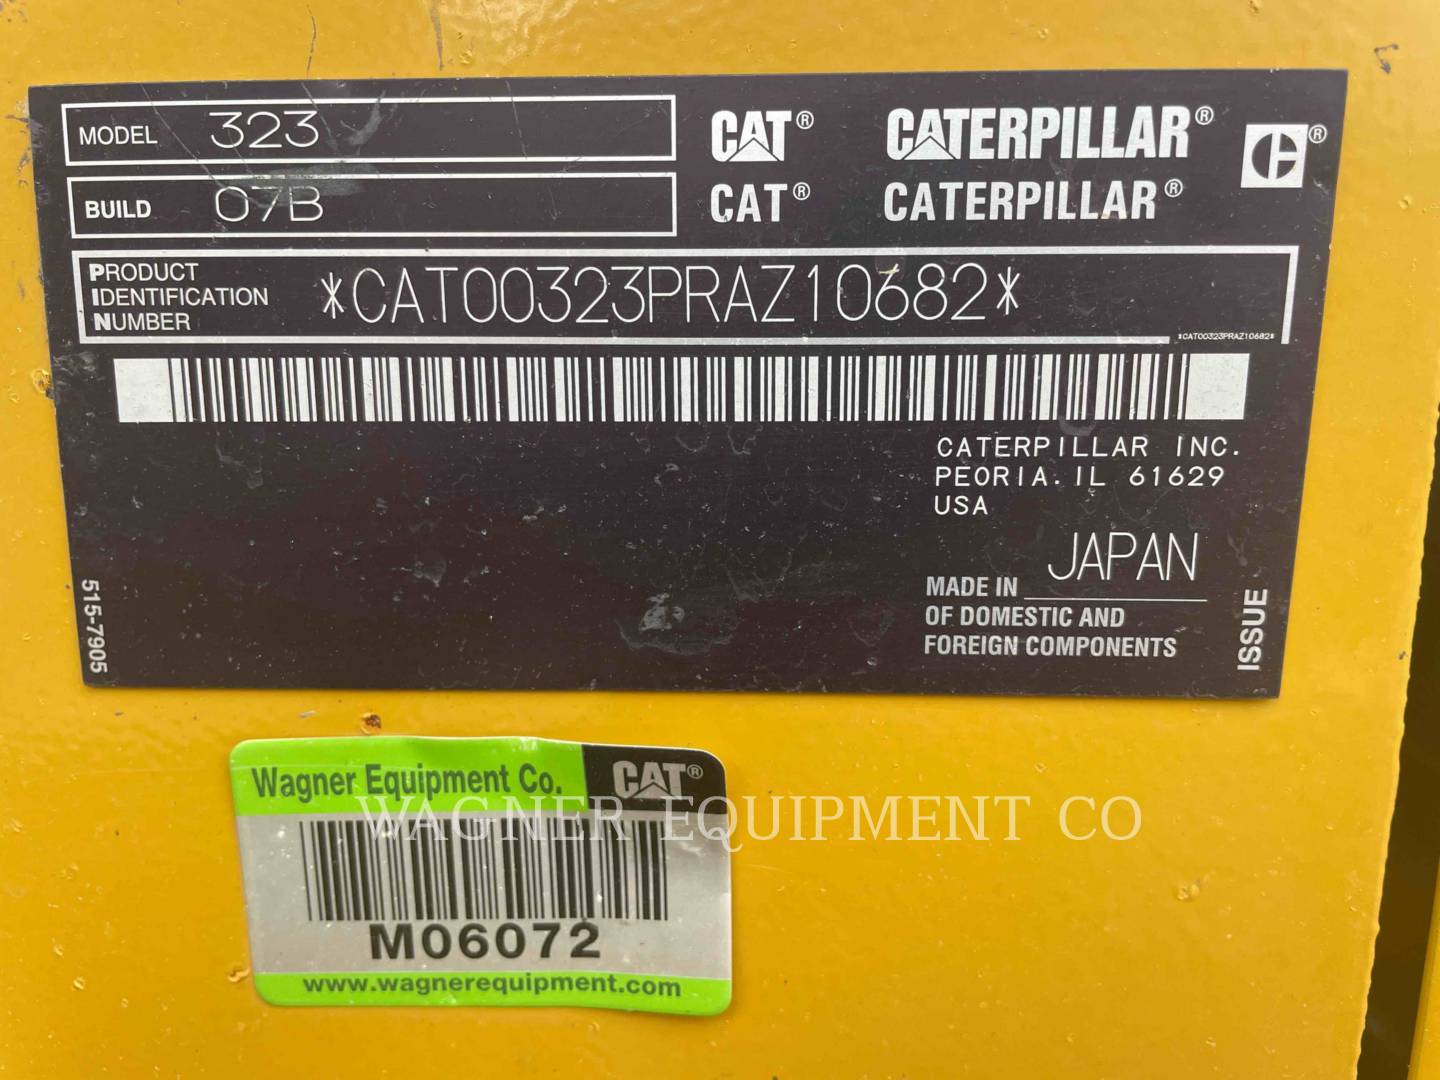 MODEL 323
BUILD 07B
CAT® CATERPILLAR® C®
CAT® CATERPILLAR®
PRODUCT
IDENTIFICATION
NUMBER
*CAT00323PRAZ10682*
*CAT00323PRAZ10682*
CATERPILLAR INC.
PEORIA. IL 61629
USA
MADE IN JAPAN
OF DOMESTIC AND
FOREIGN COMPONENTS
ISSUE
515-7905
Wagner Equipment Co. CAT®
WAGNER EQUIPMENT CO
M06072
www.wagnerequipment.com